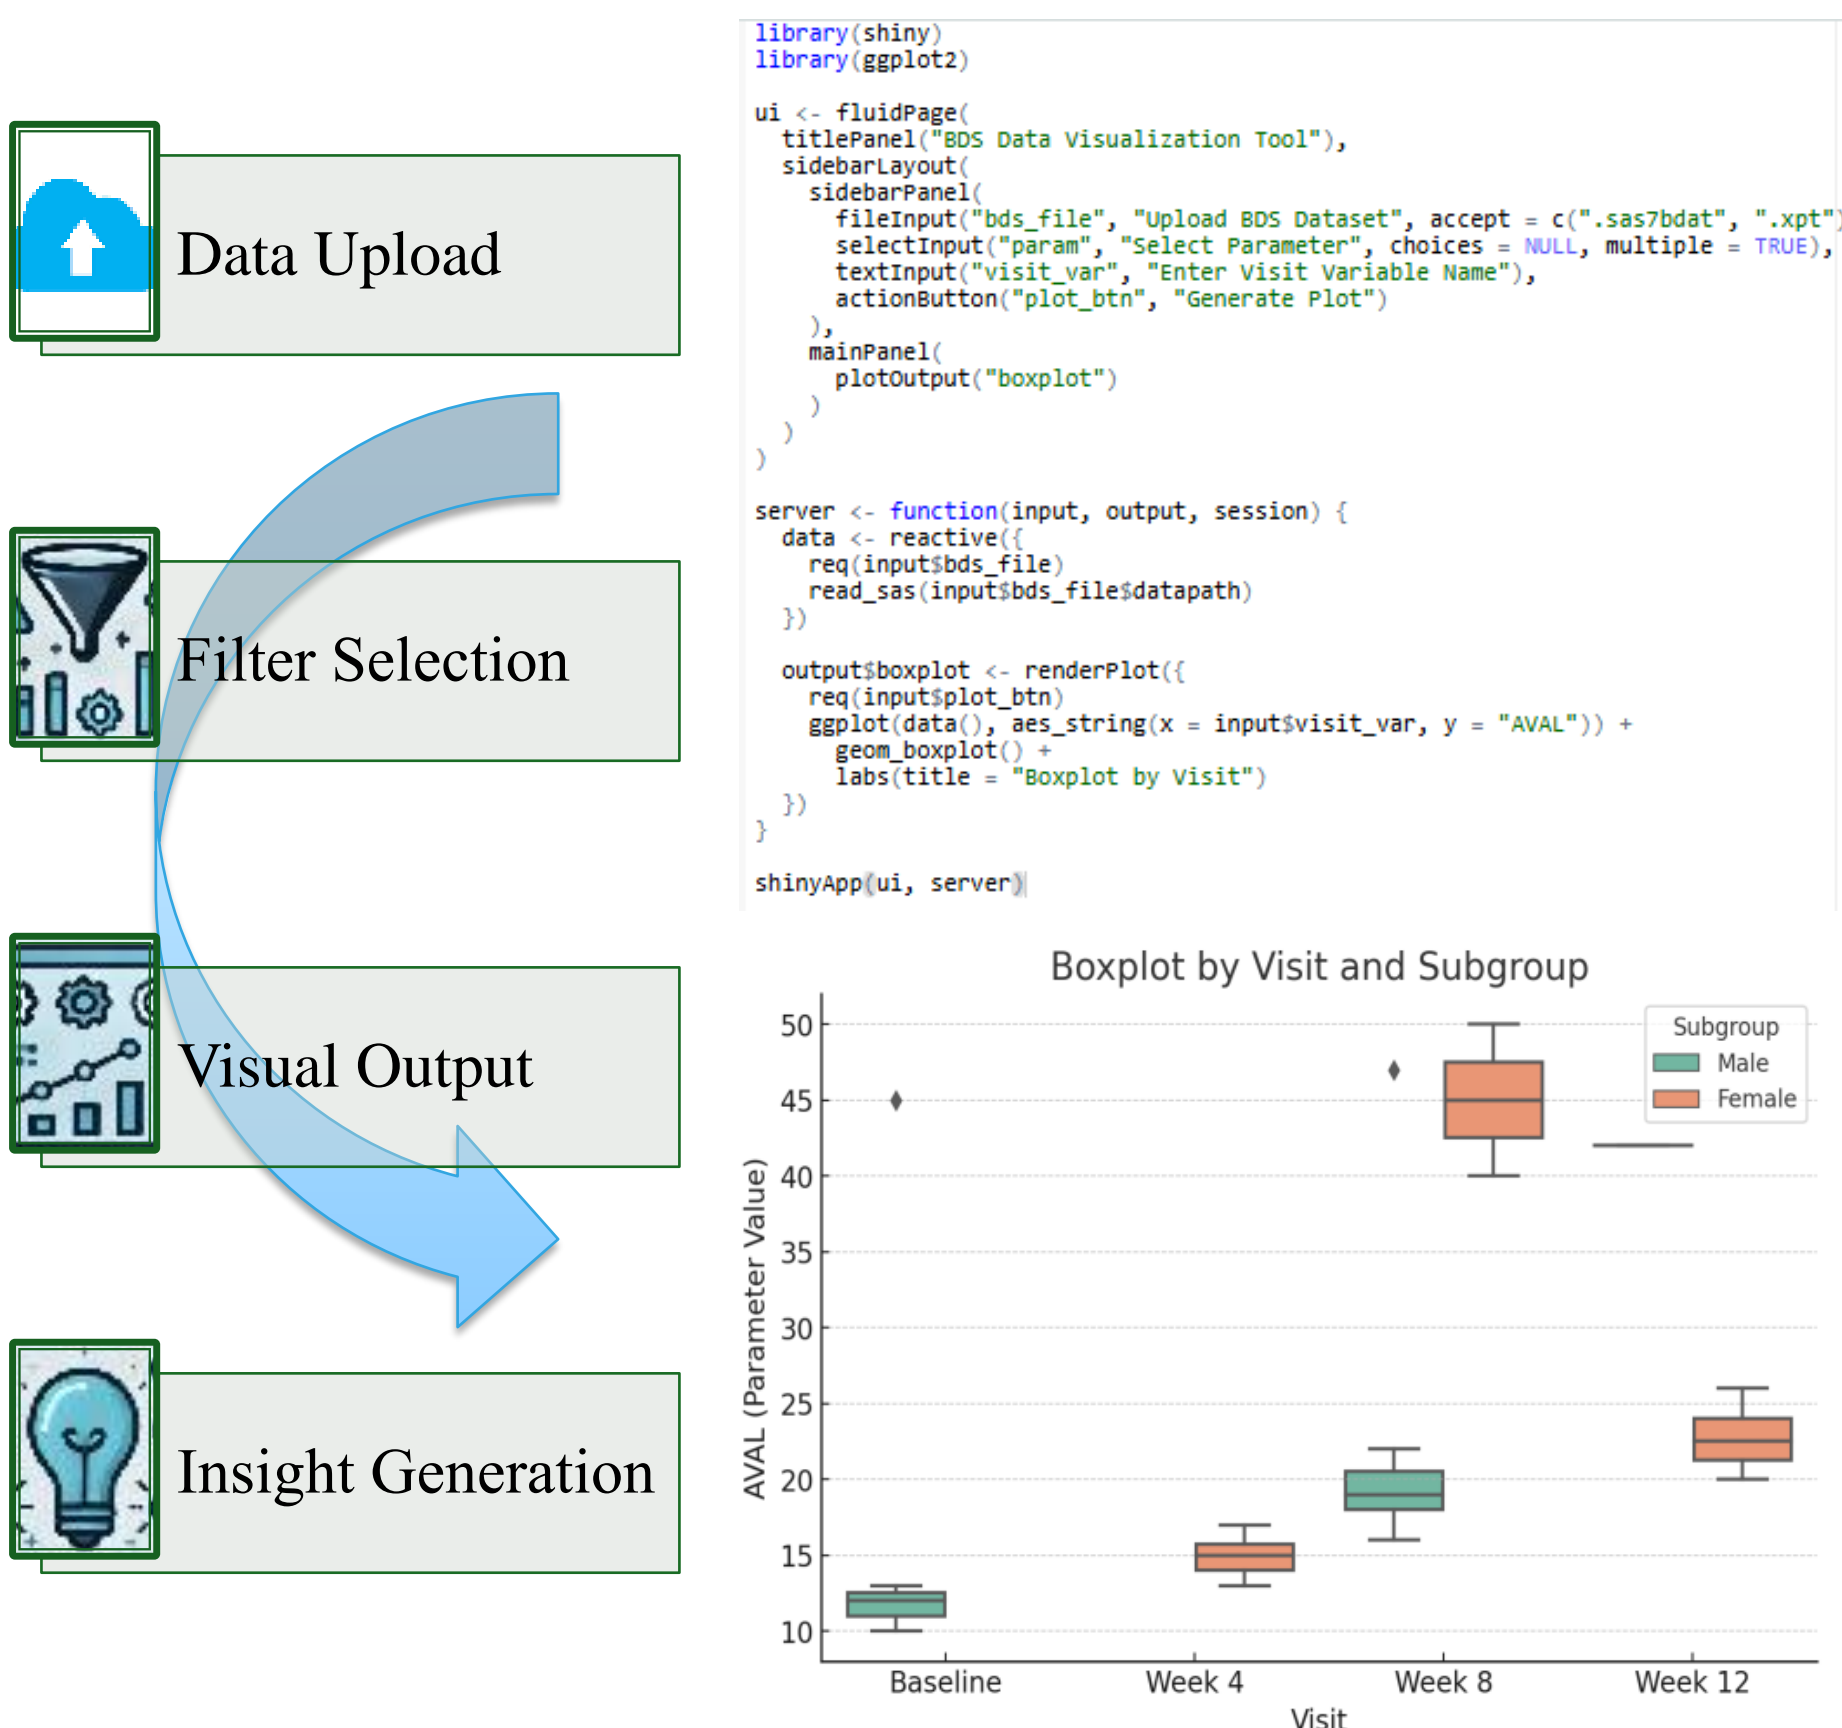 Data Upload
Filter Selection
Visual Output
Insight Generation
library(shiny)
library(ggplot2)
ui <- fluidPage(
  titlePanel("BDS Data Visualization Tool"),
  sidebarLayout(
    sidebarPanel(
      fileInput("bds_file", "Upload BDS Dataset", accept = c(".sas7bdat", ".xpt")
      selectInput("param", "Select Parameter", choices = NULL, multiple = TRUE),
      textInput("visit_var", "Enter Visit Variable Name"),
      actionButton("plot_btn", "Generate Plot")
    ),
    mainPanel(
      plotOutput("boxplot")
    )
  )
)
server <- function(input, output, session) {
  data <- reactive({
    req(input$bds_file)
    read_sas(input$bds_file$datapath)
  })
  output$boxplot <- renderPlot({
    req(input$plot_btn)
    ggplot(data(), aes_string(x = input$visit_var, y = "AVAL")) +
      geom_boxplot() +
      labs(title = "Boxplot by Visit")
  })
}
shinyApp(ui, server)
Boxplot by Visit and Subgroup
Subgroup
Male
Female
AVAL (Parameter Value)
50
45
40
35
30
25
20
15
10
Baseline
Week 4
Week 8
Week 12
Visit